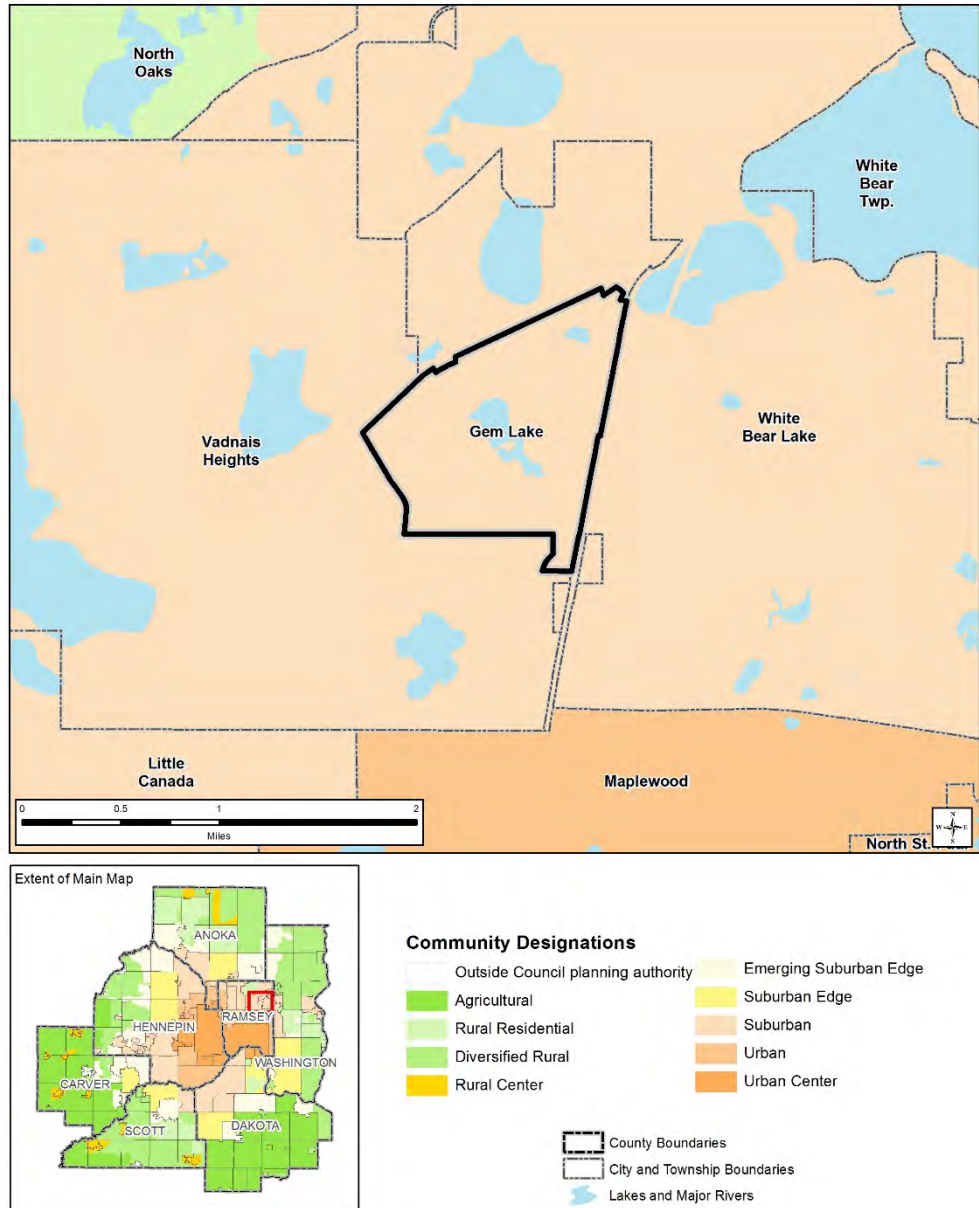 North
Oaks
White
Bear
Twp.
Vadnais
Heights
Gem Lake
White
Bear Lake
Little
Canada
Maplewood
0 0.5 1 2
Miles
N
W E
S
North St.
Extent of Main Map
ANOKA
HENNEPIN
RAMSEY
WASHINGTON
CARVER
SCOTT
DAKOTA
Community Designations
Outside Council planning authority
Agricultural
Rural Residential
Diversified Rural
Rural Center
Emerging Suburban Edge
Suburban Edge
Suburban
Urban
Urban Center
County Boundaries
City and Township Boundaries
Lakes and Major Rivers